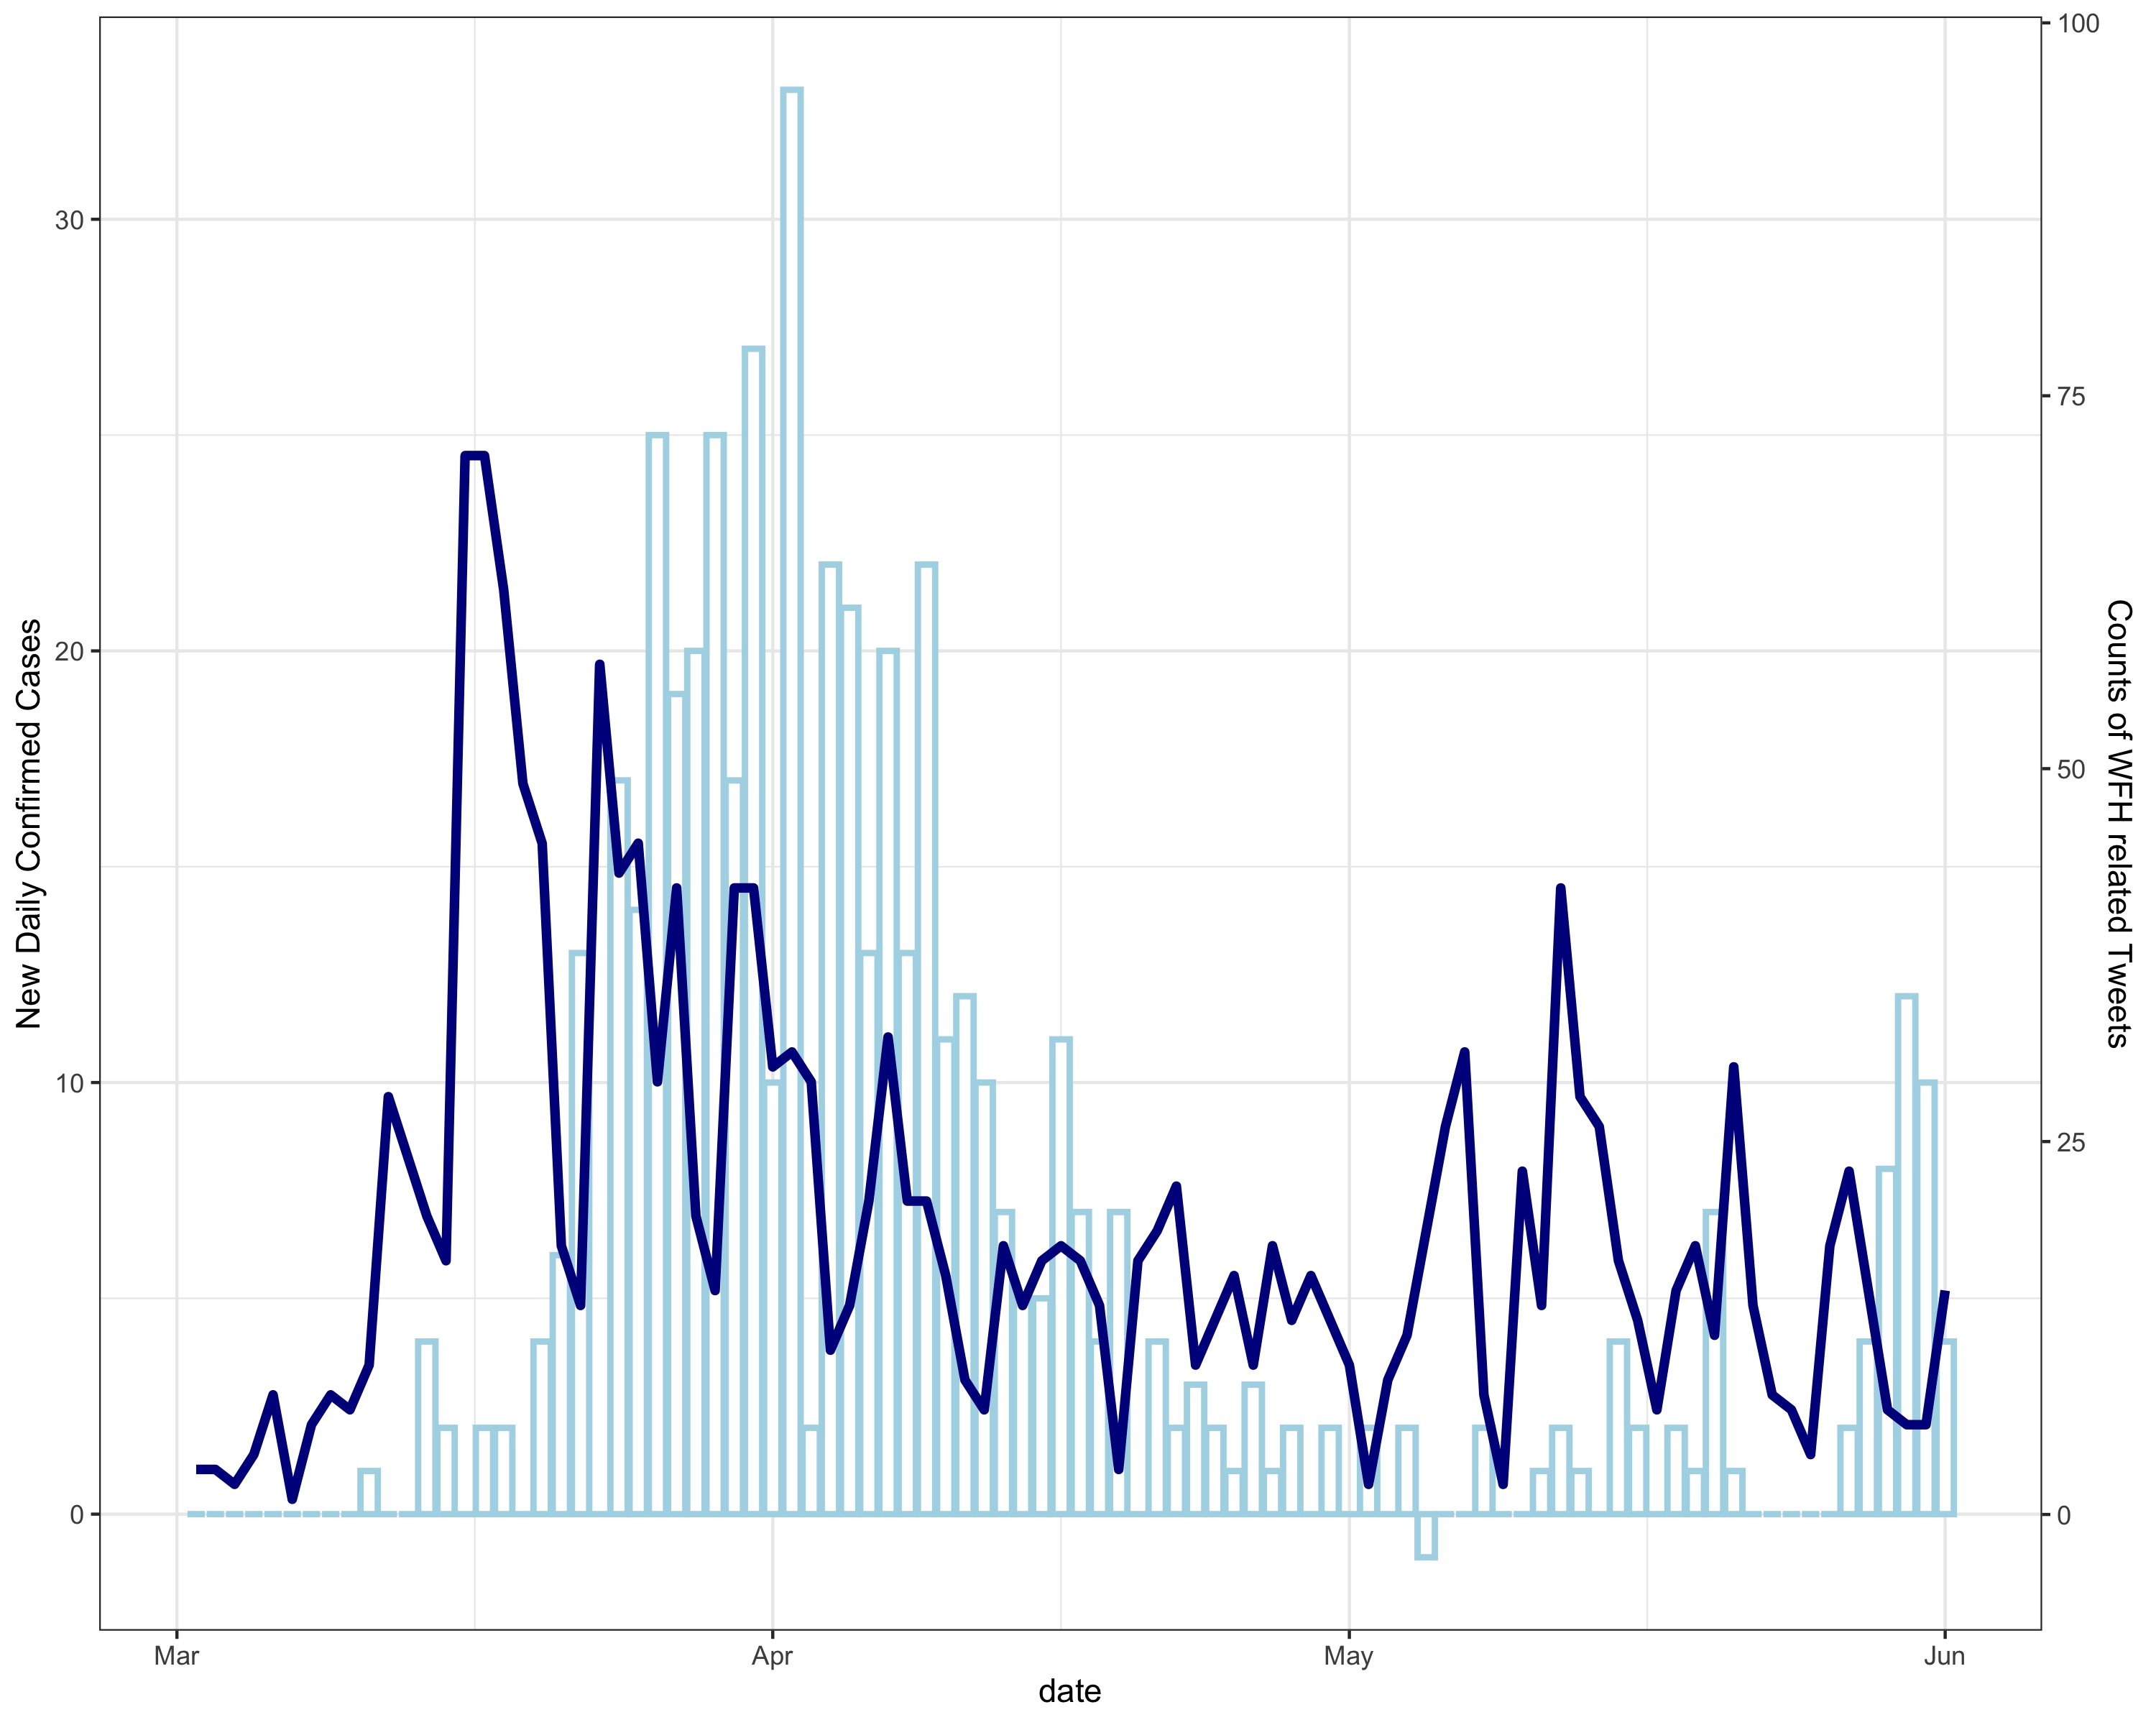 New Daily Confirmed Cases
30
20
10
0
100
75
50
25
0
Counts of WFH related Tweets
Mar
Apr
May
Jun
date